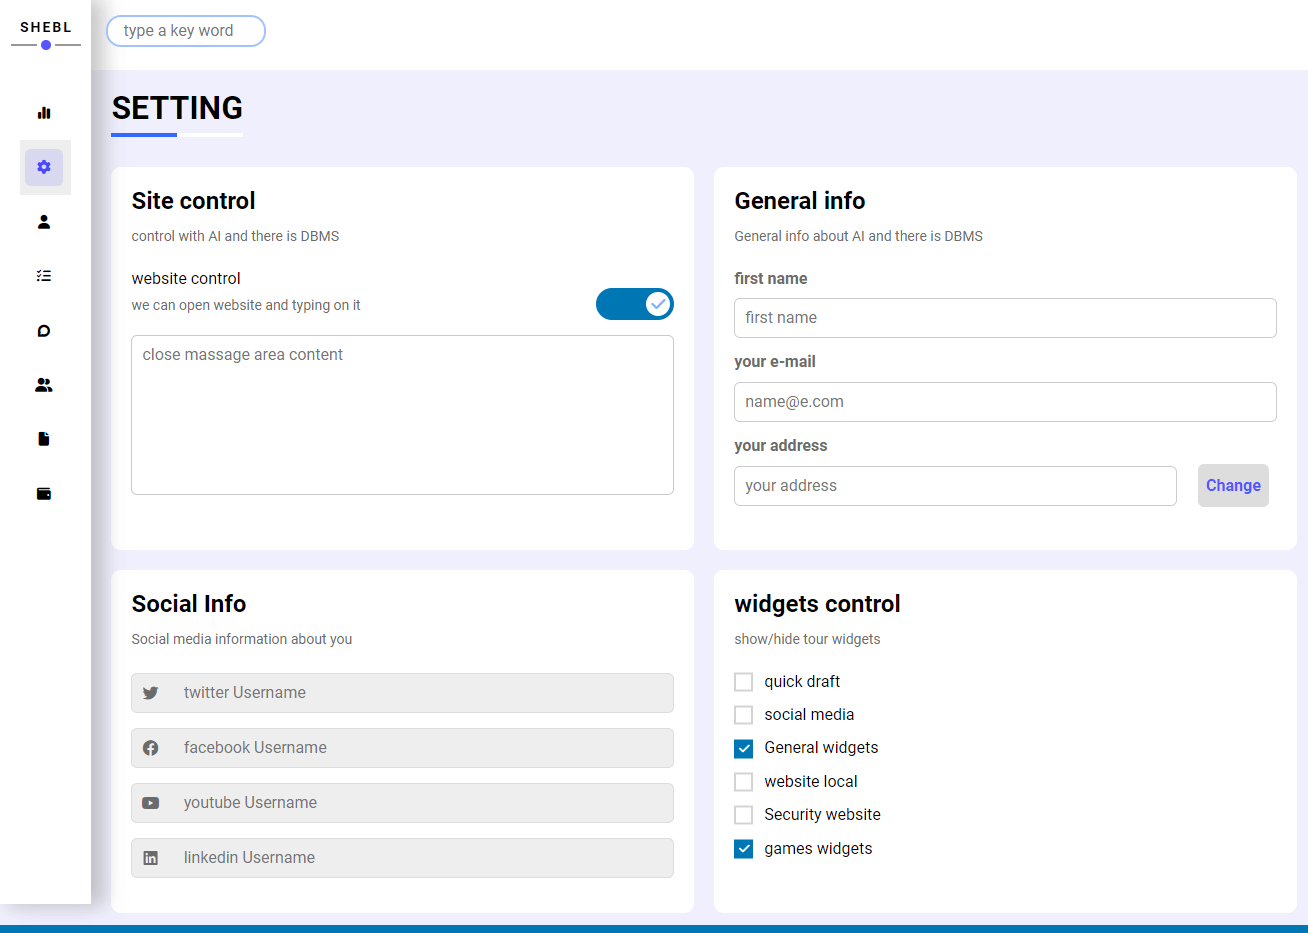 SHEBL
type a key word
SETTING
Site control
control with AI and there is DBMS
website control
we can open website and typing on it
close massage area content
General info
General info about AI and there is DBMS
first name
first name
your e-mail
name@e.com
your address
your address
Change
Social Info
Social media information about you
twitter Username
facebook Username
youtube Username
linkedin Username
widgets control
show/hide tour widgets
quick draft
social media
General widgets
website local
Security website
games widgets